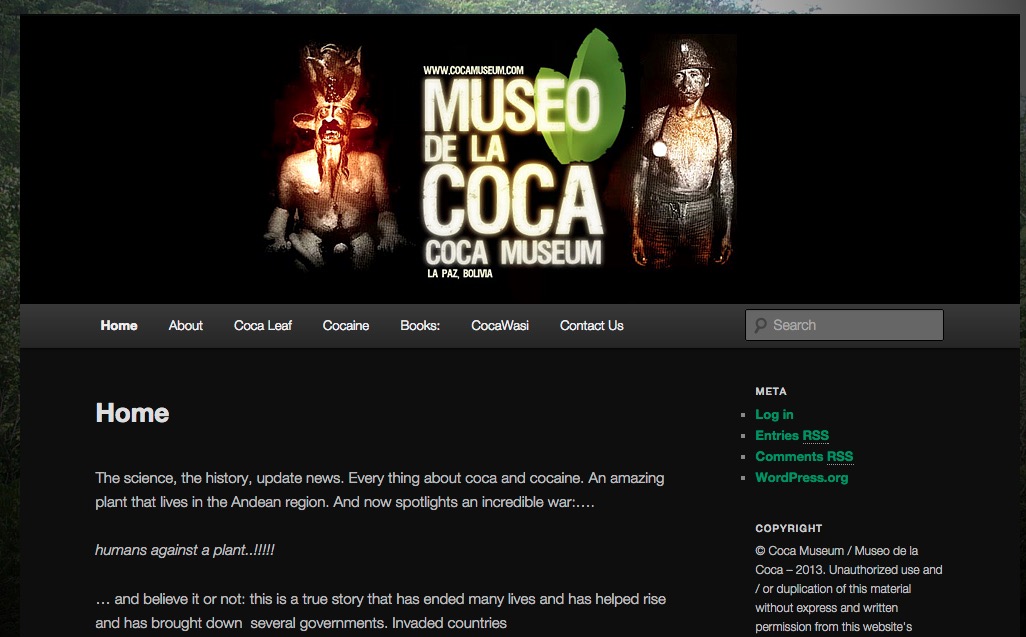 WWW.COCAMUSEUM.COM
MUSEO
DE LA
COCA
COCA MUSEUM
LA PAZ, BOLIVIA
Home About Coca Leaf Cocaine Books: CocaWasi Contact Us Search
Home
The science, the history, update news. Every thing about coca and cocaine. An amazing
plant that lives in the Andean region. And now spotlights an incredible war:….
humans against a plant..!!!!!
… and believe it or not: this is a true story that has ended many lives and has helped rise
and has brought down  several governments. Invaded countries
META
Log in
Entries RSS
Comments RSS
WordPress.org
COPYRIGHT
© Coca Museum / Museo de la
Coca – 2013. Unauthorized use and
/ or duplication of this material
without express and written
permission from this website's